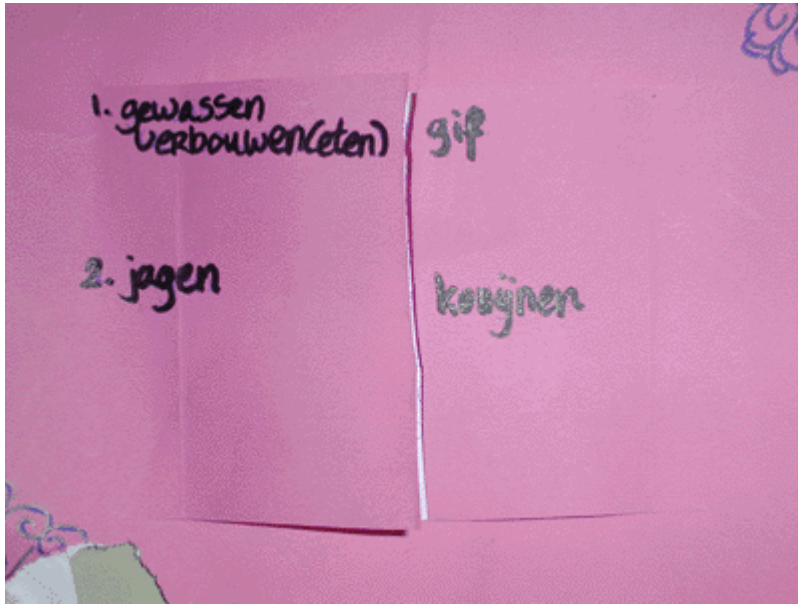 1. gewassen
verbouwen(eten)
gif
2. jagen
konijnen